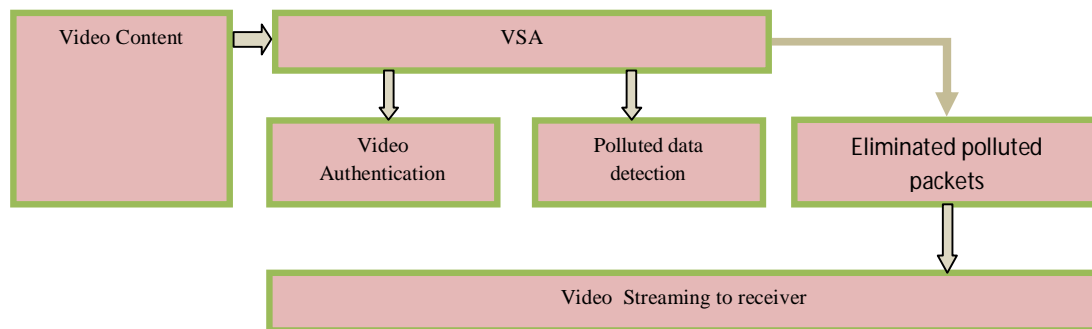 Video Content
VSA
Video
Authentication
Polluted data
detection
Eliminated polluted
packets
Video Streaming to receiver